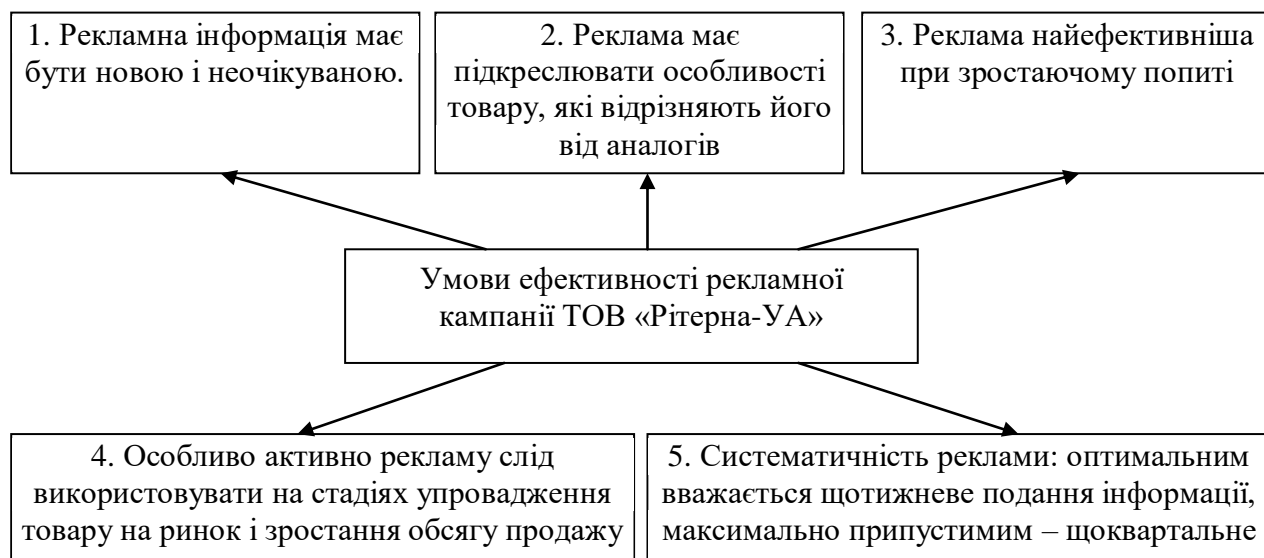 1. Рекламна інформація має
бути новою і неочікуваною.
2. Реклама має
підкреслювати особливості
товару, які відрізняють його
від аналогів
3. Реклама найефективніша
при зростаючому попиті
Умови ефективності рекламної
кампанії ТОВ «Рітерна-УА»
4. Особливо активно рекламу слід
використовувати на стадіях упровадження
товару на ринок і зростання обсягу продажу
5. Систематичність реклами: оптимальним
вважається щотижневе подання інформації,
максимально припустимим – щоквартальне